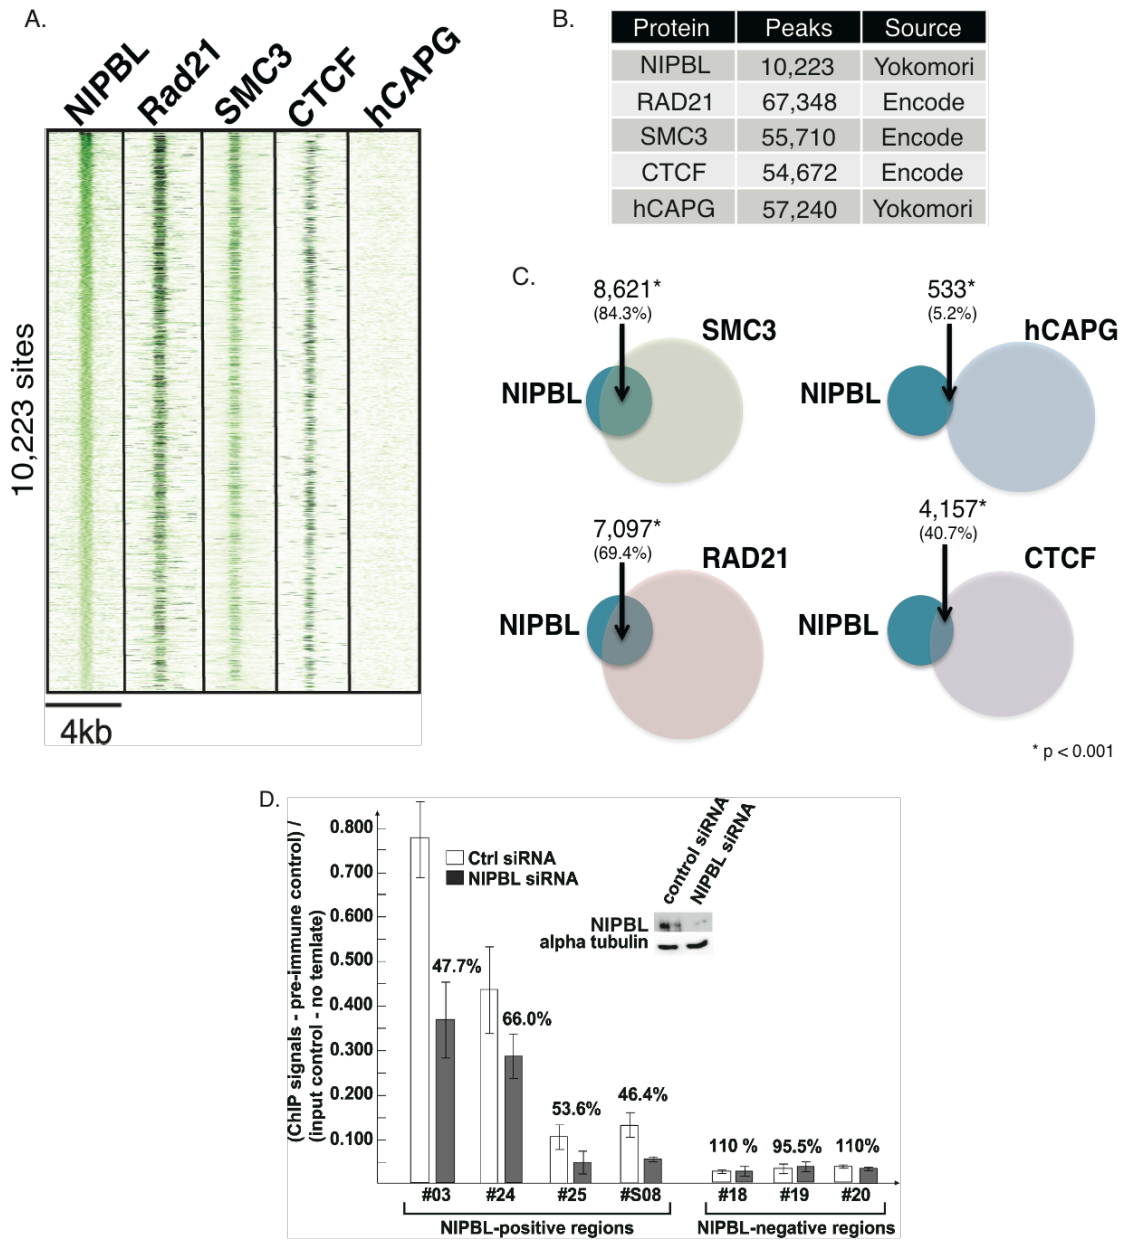 A.
NIPBL Rad21 SMC3 CTCF hCAPG
10,223 sites
4kb
B.
Protein Peaks Source
NIPBL 10,223 Yokomori
RAD21 67,348 Encode
SMC3 55,710 Encode
CTCF 54,672 Encode
hCAPG 57,240 Yokomori
C.
8,621*
(84.3%)
SMC3
NIPBL
533*
(5.2%)
hCAPG
NIPBL
7,097*
(69.4%)
RAD21
NIPBL
4,157*
(40.7%)
CTCF
NIPBL
* p < 0.001
D.
(ChIP signals - pre-immune control) /
(input control - no temlate)
0.800
0.700
0.600
0.500
0.400
0.300
0.200
0.100
Ctrl siRNA
NIPBL siRNA
control siRNA
NIPBL siRNA
NIPBL
alpha tubulin
47.7%
66.0%
53.6%
46.4%
110 %
95.5%
110%
#03 #24 #25 #S08 #18 #19 #20
NIPBL-positive regions
NIPBL-negative regions